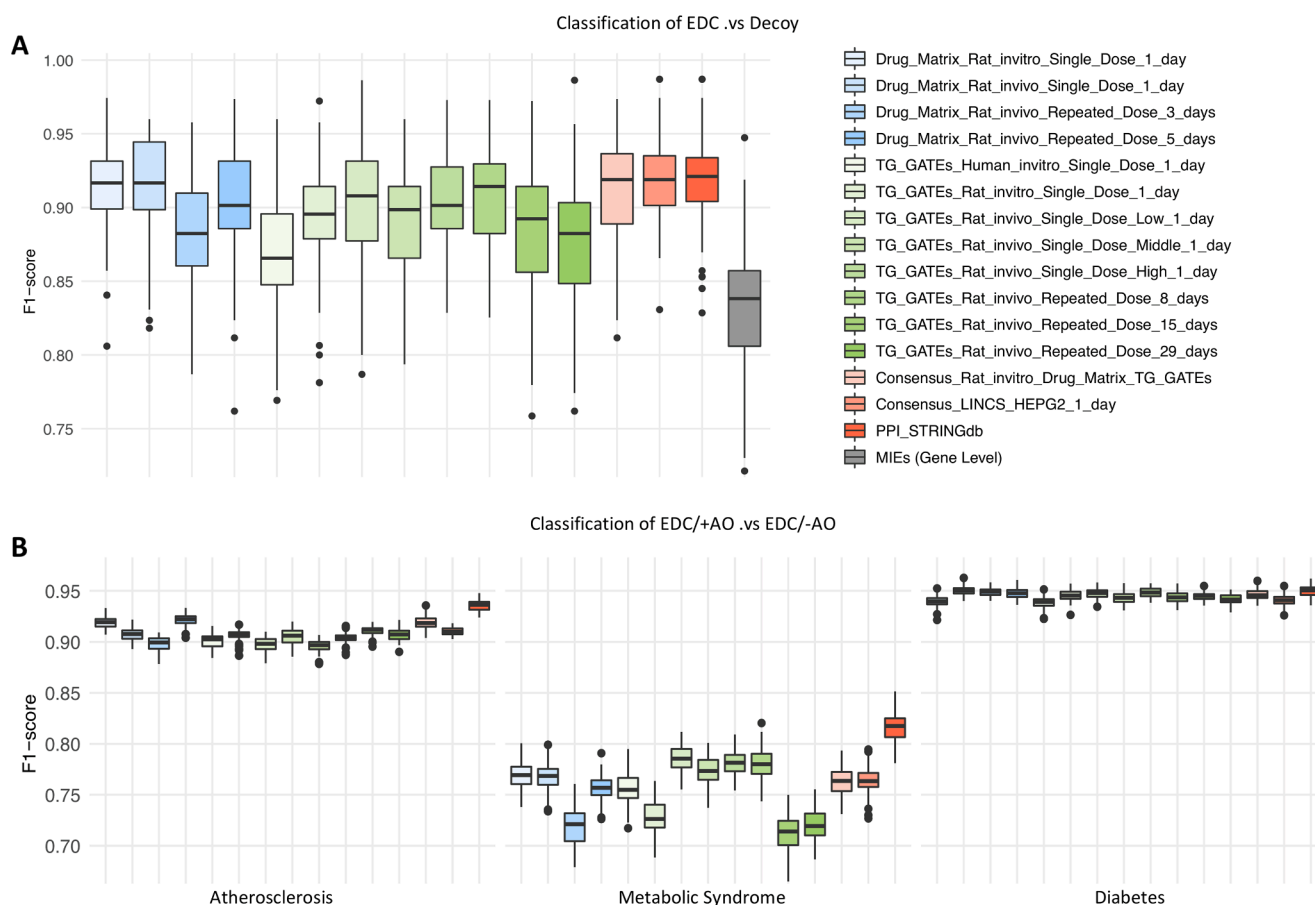 Classification of EDC .vs Decoy
A
F1-score
1.00
0.95
0.90
0.85
0.80
0.75
Drug_Matrix_Rat_invitro_Single_Dose_1_day
Drug_Matrix_Rat_invivo_Single_Dose_1_day
Drug_Matrix_Rat_invivo_Repeated_Dose_3_days
Drug_Matrix_Rat_invivo_Repeated_Dose_5_days
TG_GATEs_Human_invitro_Single_Dose_1_day
TG_GATEs_Rat_invitro_Single_Dose_1_day
TG_GATEs_Rat_invivo_Single_Dose_Low_1_day
TG_GATEs_Rat_invivo_Single_Dose_Middle_1_day
TG_GATEs_Rat_invivo_Single_Dose_High_1_day
TG_GATEs_Rat_invivo_Repeated_Dose_8_days
TG_GATEs_Rat_invivo_Repeated_Dose_15_days
TG_GATEs_Rat_invivo_Repeated_Dose_29_days
Consensus_Rat_invitro_Drug_Matrix_TG_GATEs
Consensus_LINCS_HEPG2_1_day
PPI_STRINGdb
MIEs (Gene Level)
Classification of EDC/+AO .vs EDC/-AO
B
F1-score
0.95
0.90
0.85
0.80
0.75
0.70
Atherosclerosis
Metabolic Syndrome
Diabetes